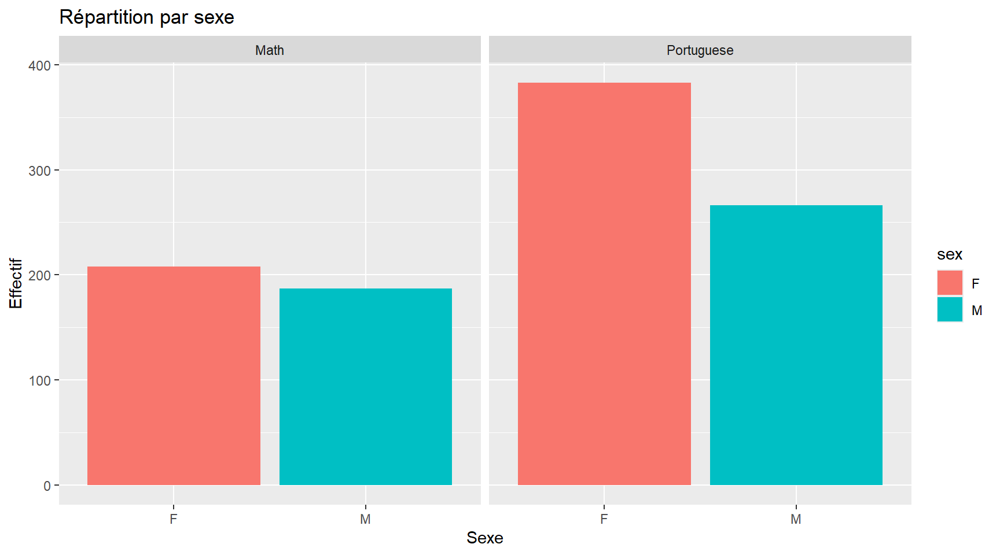 Répartition par sexe
Math
Portuguese
400
300
200
100
0
Effectif
F
M
F
M
Sexe
sex
F
M